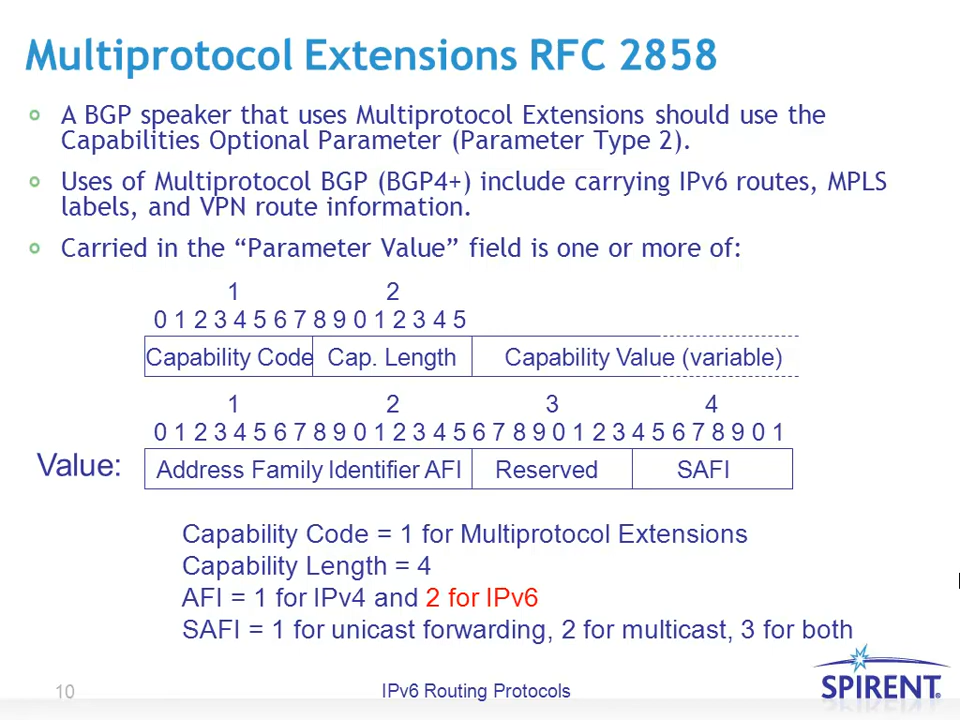 Multiprotocol Extensions RFC 2858
A BGP speaker that uses Multiprotocol Extensions should use the
Capabilities Optional Parameter (Parameter Type 2).
Uses of Multiprotocol BGP (BGP4+) include carrying IPv6 routes, MPLS
labels, and VPN route information.
Carried in the “Parameter Value” field is one or more of:
1 2
0 1 2 3 4 5 6 7 8 9 0 1 2 3 4 5
Capability Code Cap. Length Capability Value (variable)
1 2 3 4
0 1 2 3 4 5 6 7 8 9 0 1 2 3 4 5 6 7 8 9 0 1 2 3 4 5 6 7 8 9 0 1
Value: Address Family Identifier AFI Reserved SAFI
Capability Code = 1 for Multiprotocol Extensions
Capability Length = 4
AFI = 1 for IPv4 and 2 for IPv6
SAFI = 1 for unicast forwarding, 2 for multicast, 3 for both
10 IPv6 Routing Protocols
SPIRENT®